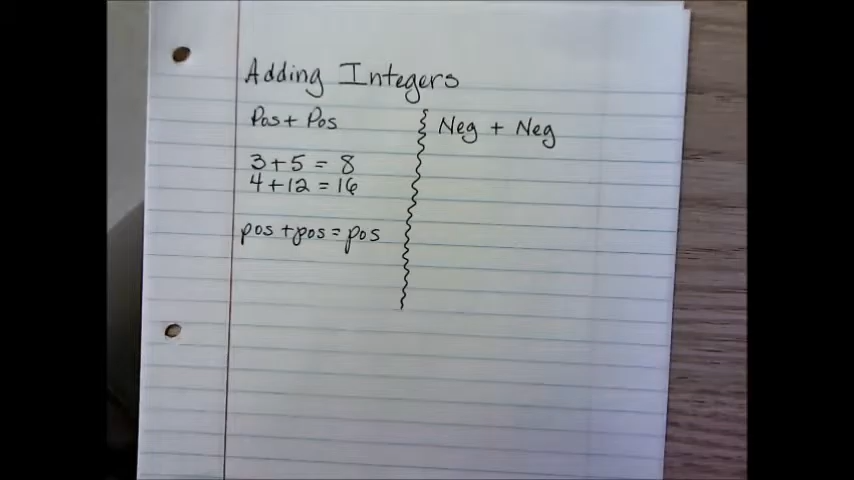 Adding Integers
Pos + Pos
3 + 5 = 8
4 + 12 = 16
pos + pos = pos
Neg + Neg